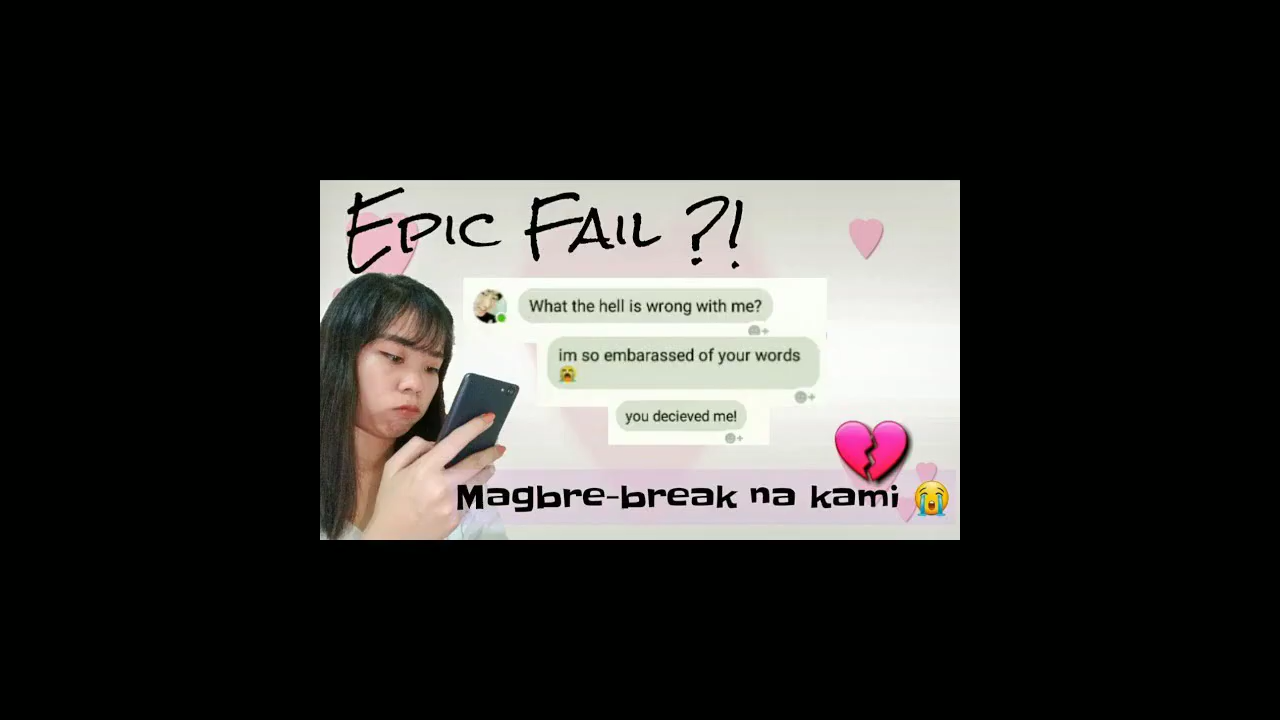 Epic Fail ?!
What the hell is wrong with me?
im so embarassed of your words
😭
you decieved me!
Magbre-break na kami 😭